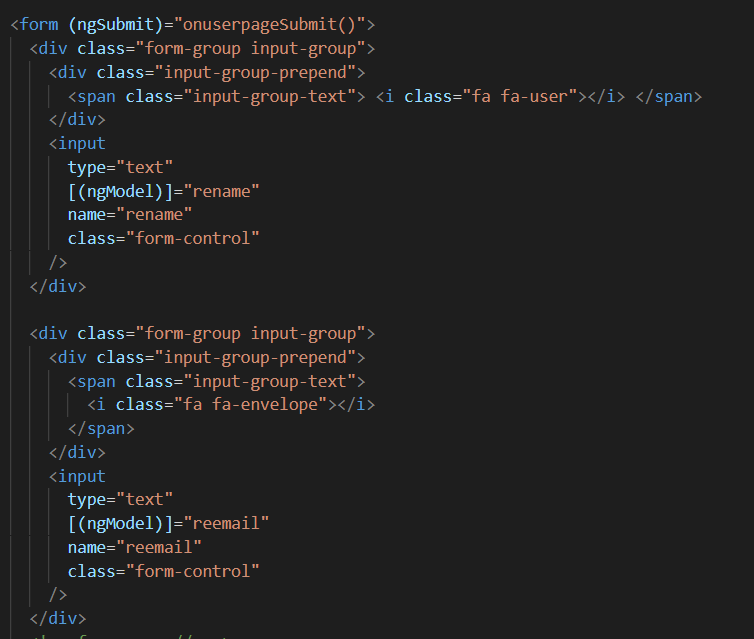 <form (ngSubmit)="onuserpageSubmit()">
<div class="form-group input-group">
<div class="input-group-prepend">
<span class="input-group-text"> <i class="fa fa-user"></i> </span>
</div>
<input
type="text"
[(ngModel)]="rename"
name="rename"
class="form-control"
/>
</div>
<div class="form-group input-group">
<div class="input-group-prepend">
<span class="input-group-text">
<i class="fa fa-envelope"></i>
</span>
</div>
<input
type="text"
[(ngModel)]="reemail"
name="reemail"
class="form-control"
/>
</div>